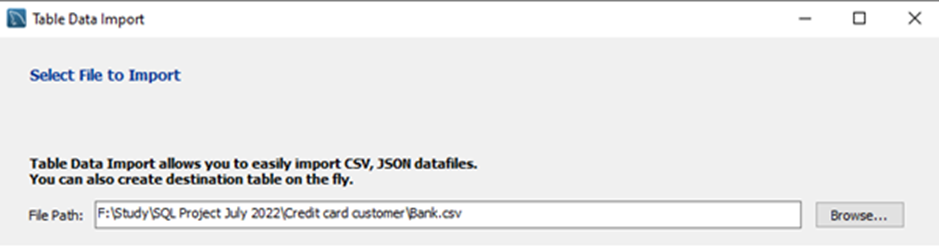 Table Data Import
Select File to Import
Table Data Import allows you to easily import CSV, JSON datafiles.
You can also create destination table on the fly.
File Path: F:\Study\SQL Project July 2022\Credit card customer\Bank.csv Browse...